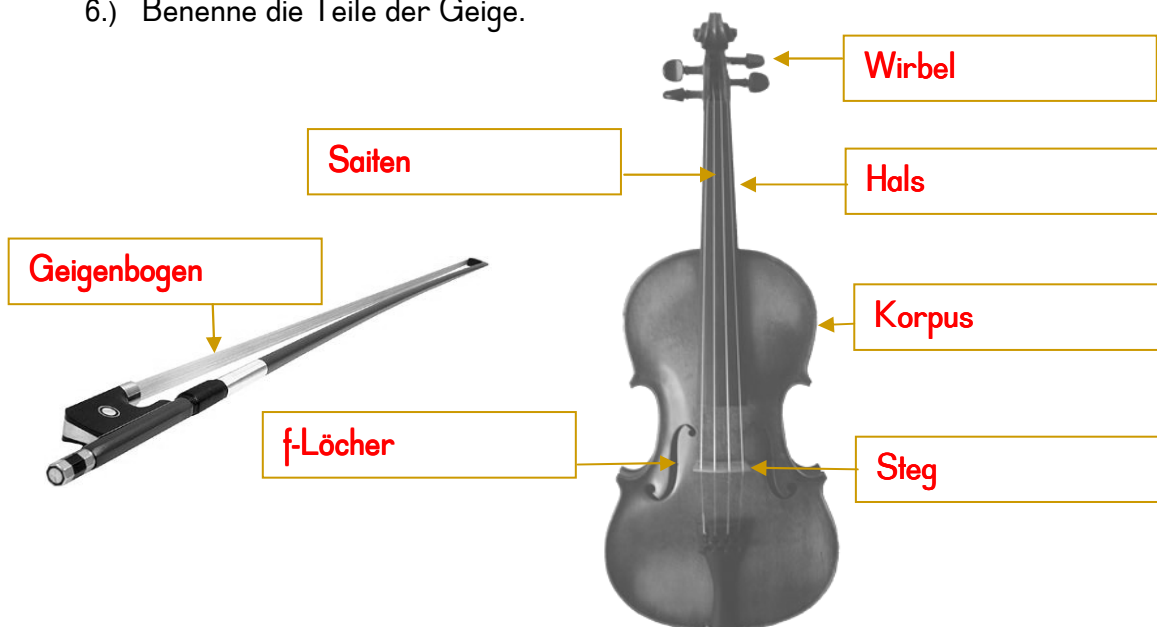 6.) Benenne die Teile der Geige.
Wirbel
Saiten
Hals
Geigenbogen
Korpus
f-Löcher
Steg